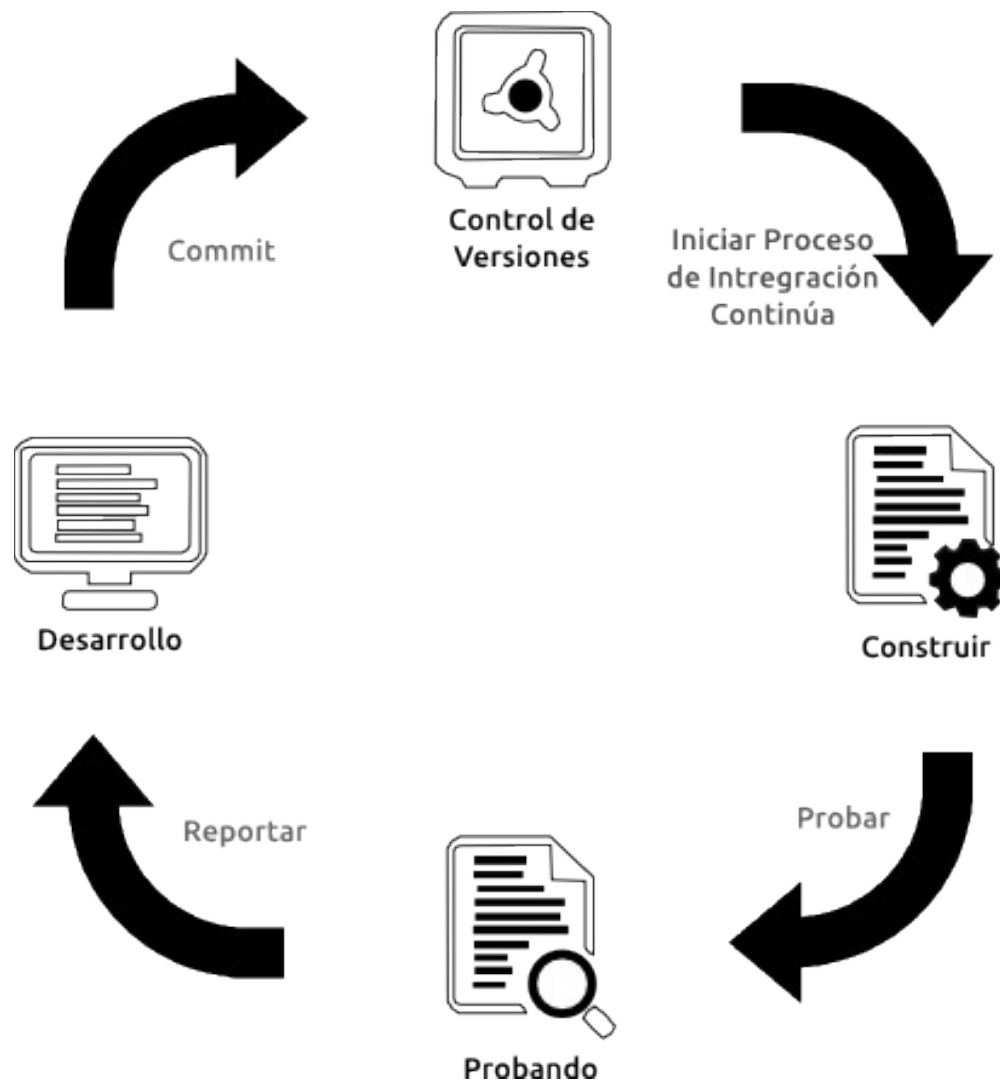 Control de
Versiones
Commit
Iniciar Proceso
de Intregración
Continúa
Desarrollo
Construir
Reportar
Probar
Probando